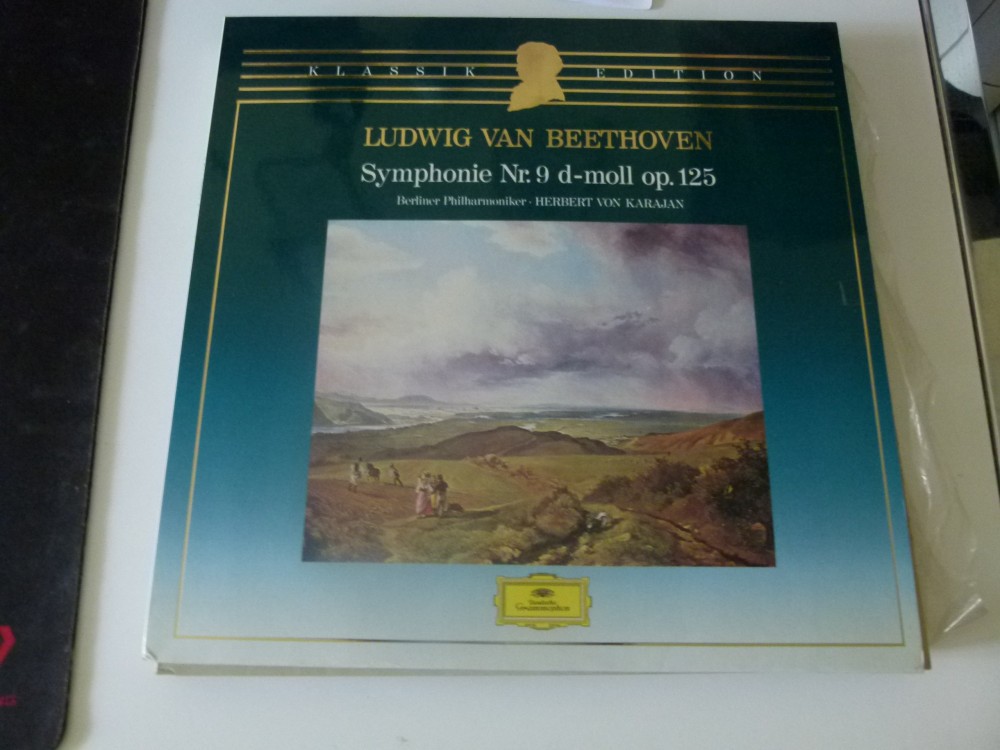 KLASSIK EDITION
LUDWIG VAN BEETHOVEN
Symphonie Nr. 9 d-moll op. 125
Berliner Philharmoniker · HERBERT VON KARAJAN
Deutsche
Grammophon